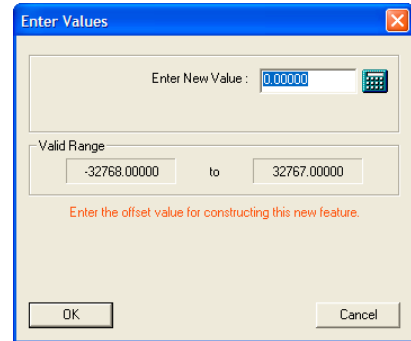 Enter Values
Enter New Value : 0.00000
Valid Range
-32768.00000 to 32767.00000
Enter the offset value for constructing this new feature.
OK Cancel